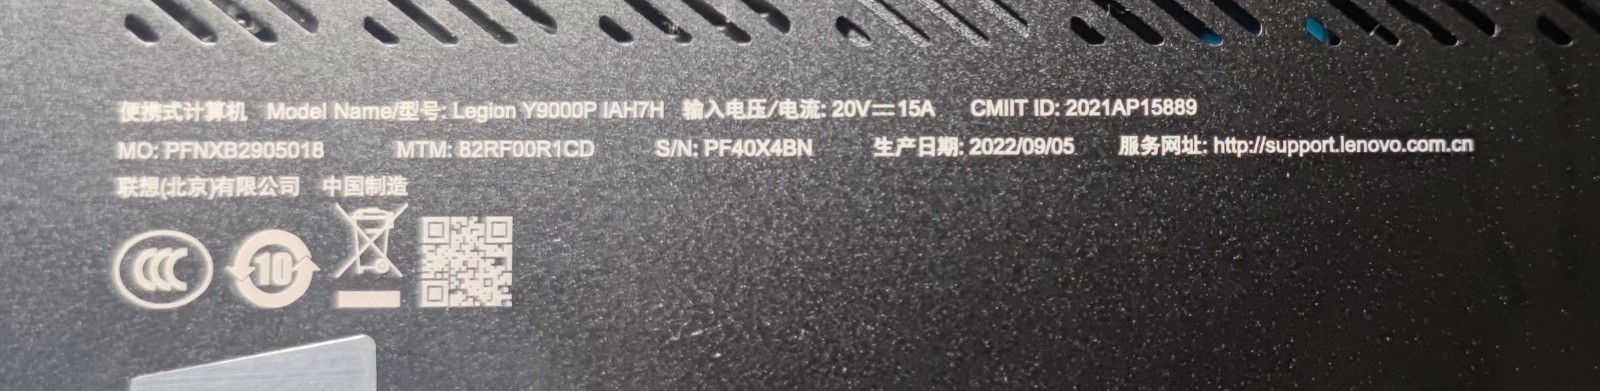 便携式计算机 Model Name/型号: Legion Y9000P IAH7H 输入电压/电流: 20V⎓15A CMIIT ID: 2021AP15889
MO: PFNXB2905018 MTM: 82RF00R1CD S/N: PF40X4BN 生产日期: 2022/09/05 服务网址: http://support.lenovo.com.cn
联想(北京)有限公司 中国制造
CCC 10